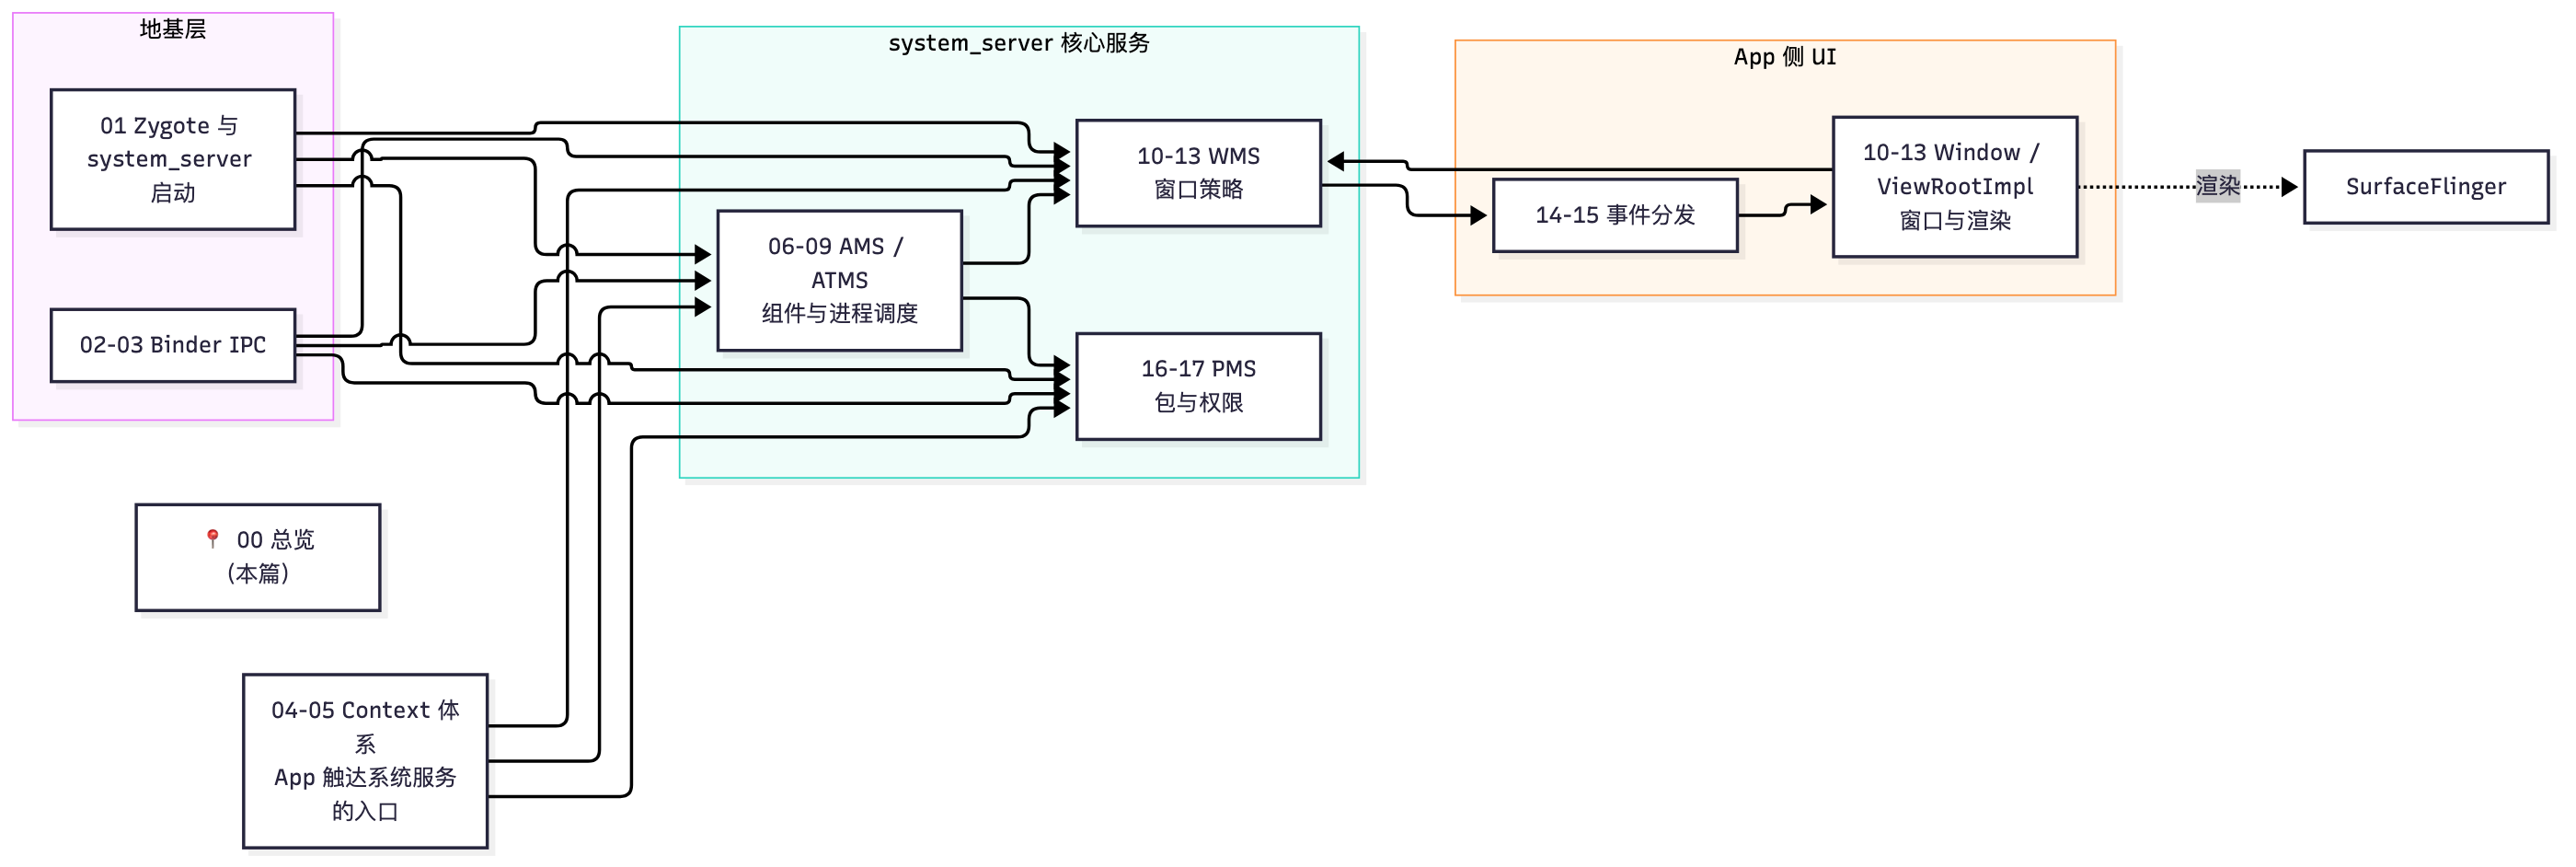 地基层
01 Zygote 与
system_server
启动
02-03 Binder IPC
📍 00 总览
(本篇)
04-05 Context 体
系
App 触达系统服务
的入口
system_server 核心服务
06-09 AMS /
ATMS
组件与进程调度
10-13 WMS
窗口策略
16-17 PMS
包与权限
App 侧 UI
14-15 事件分发
10-13 Window /
ViewRootImpl
窗口与渲染
渲染
SurfaceFlinger